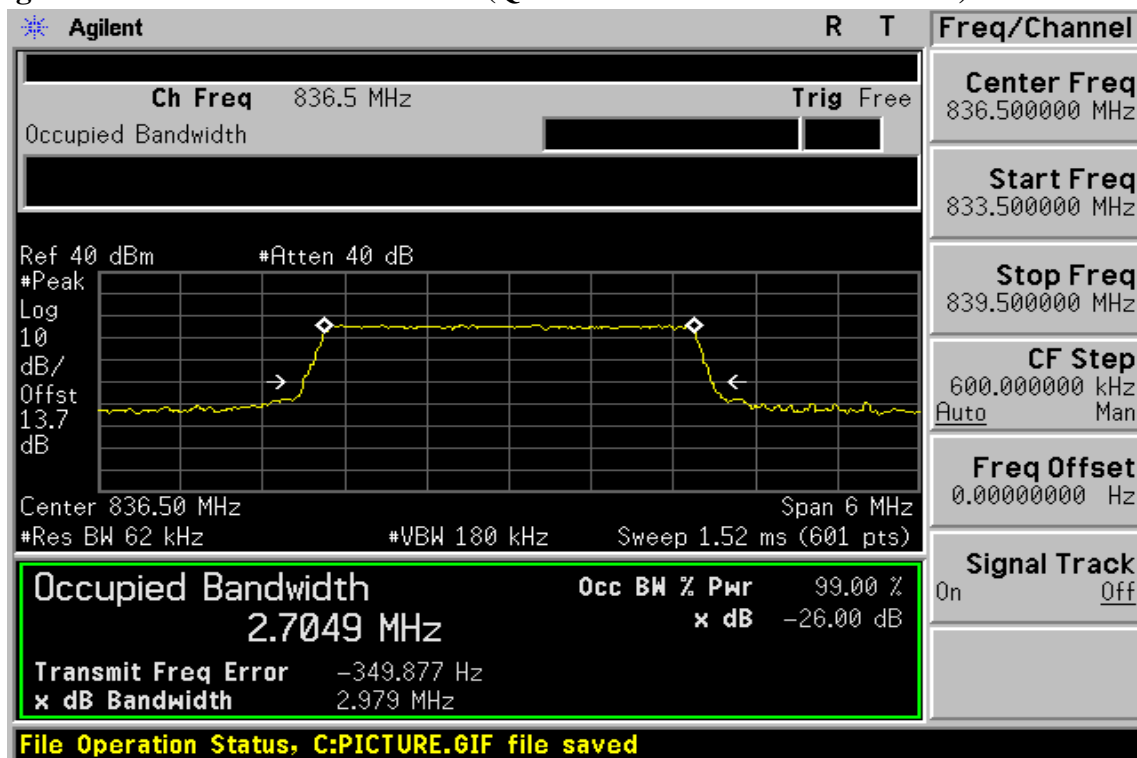 Agilent R T Freq/Channel
Ch Freq 836.5 MHz Trig Free
Occupied Bandwidth
Center Freq
836.500000 MHz
Start Freq
833.500000 MHz
Stop Freq
839.500000 MHz
CF Step
600.000000 kHz
Auto Man
Freq Offset
0.00000000 Hz
Signal Track
On Off
Ref 40 dBm #Atten 40 dB
#Peak
Log
10
dB/
Offst
13.7
dB
Center 836.50 MHz Span 6 MHz
#Res BW 62 kHz #VBW 180 kHz Sweep 1.52 ms (601 pts)
Occupied Bandwidth Occ BW % Pwr 99.00 %
2.7049 MHz x dB -26.00 dB
Transmit Freq Error -349.877 Hz
x dB Bandwidth 2.979 MHz
File Operation Status, C:PICTURE.GIF file saved